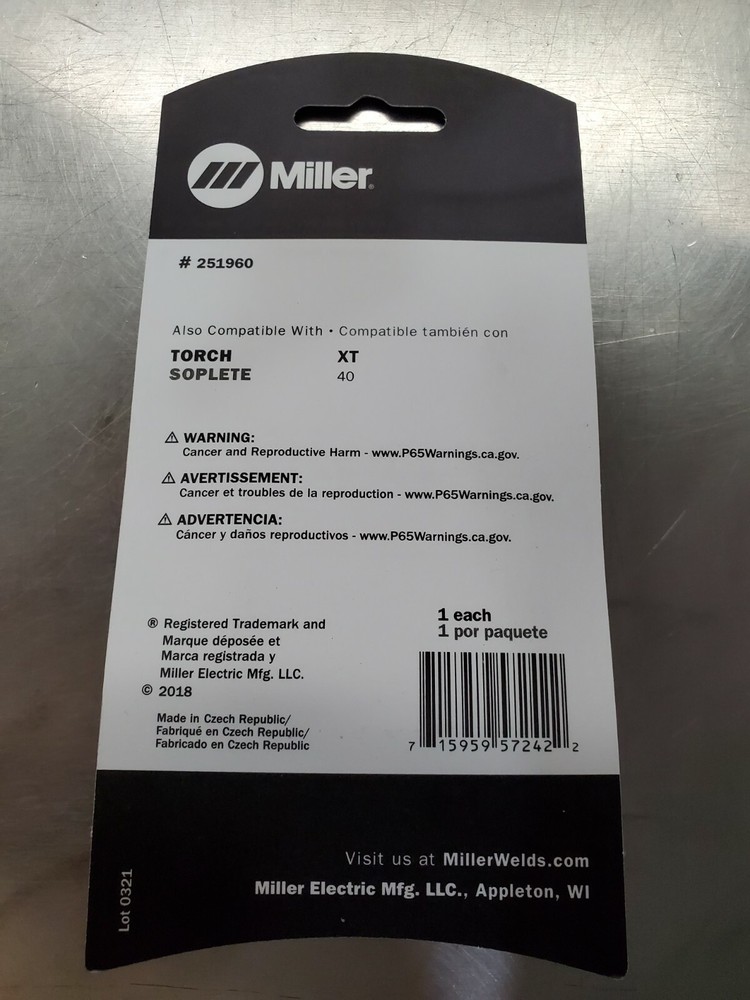 Miller®
# 251960
Also Compatible With • Compatible también con
TORCH XT
SOPLETE 40
⚠ WARNING:
Cancer and Reproductive Harm - www.P65Warnings.ca.gov.
⚠ AVERTISSEMENT:
Cancer et troubles de la reproduction - www.P65Warnings.ca.gov.
⚠ ADVERTENCIA:
Cáncer y daños reproductivos - www.P65Warnings.ca.gov.
® Registered Trademark and
Marque déposée et
Marca registrada y
Miller Electric Mfg. LLC.
© 2018
Made in Czech Republic/
Fabriqué en Czech Republic/
Fabricado en Czech Republic
1 each
1 por paquete
7 15959 57242 2
Visit us at MillerWelds.com
Miller Electric Mfg. LLC., Appleton, WI
Lot 0321